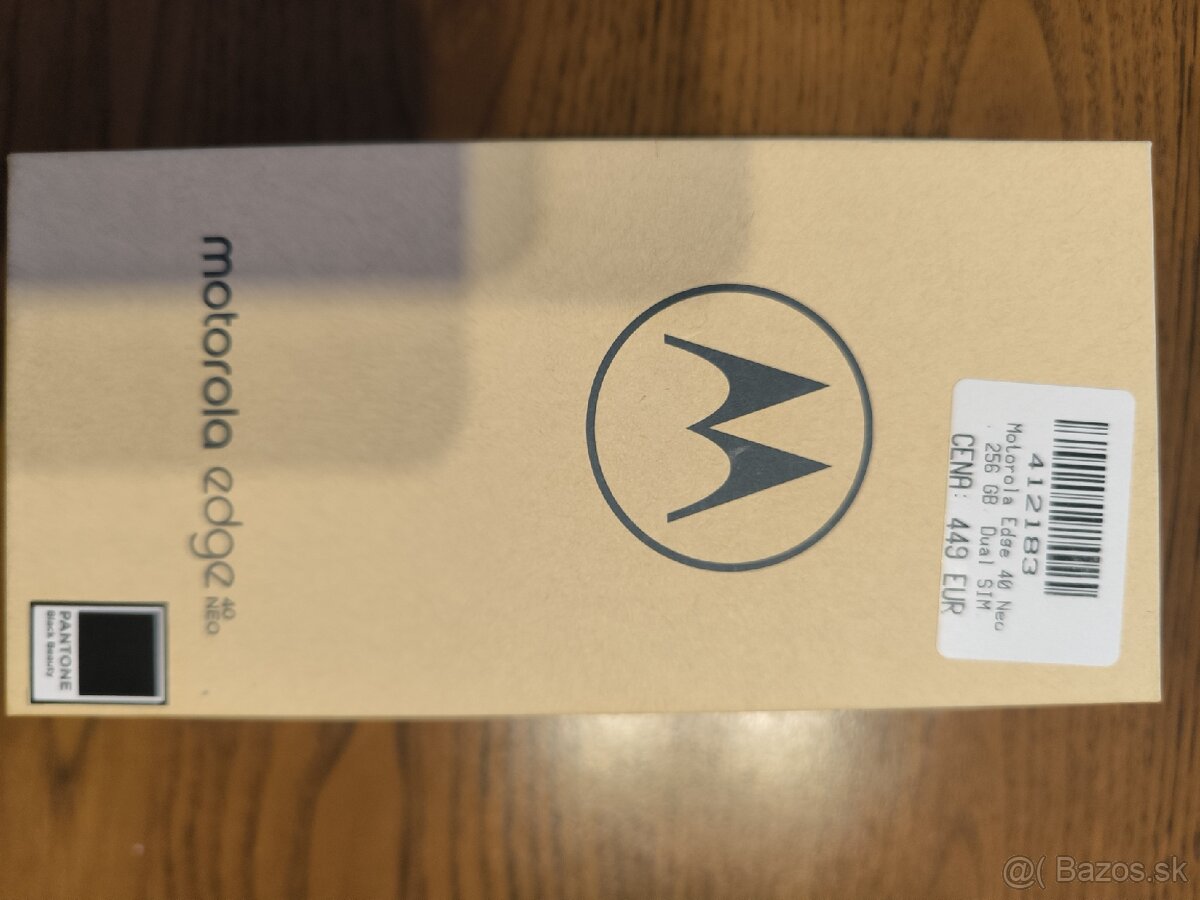 412183
Motorola Edge 40 Neo
256 GB Dual SIM
CENA: 449 EUR
motorola edge 40 NEO
PANTONE
Black Beauty
@( Bazos.sk